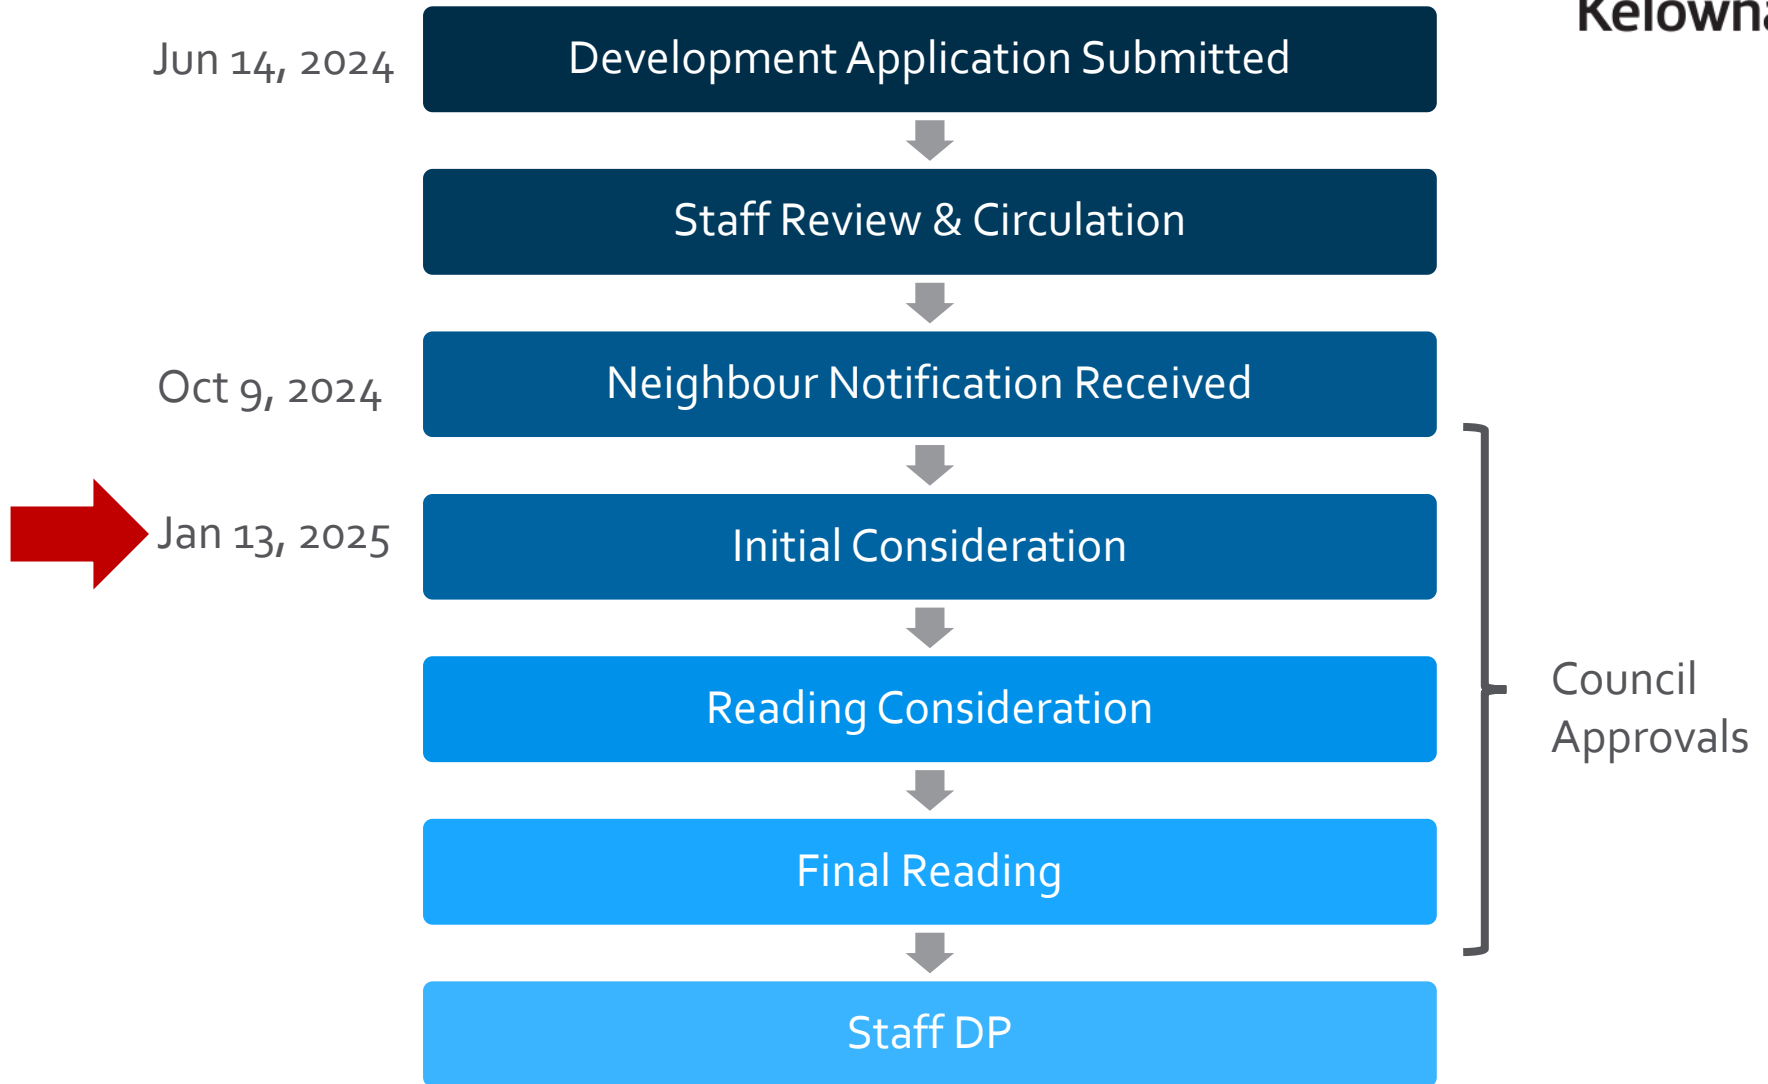 Kelowna
Jun 14, 2024
Development Application Submitted
Staff Review & Circulation
Oct 9, 2024
Neighbour Notification Received
Jan 13, 2025
Initial Consideration
Reading Consideration
Council
Approvals
Final Reading
Staff DP